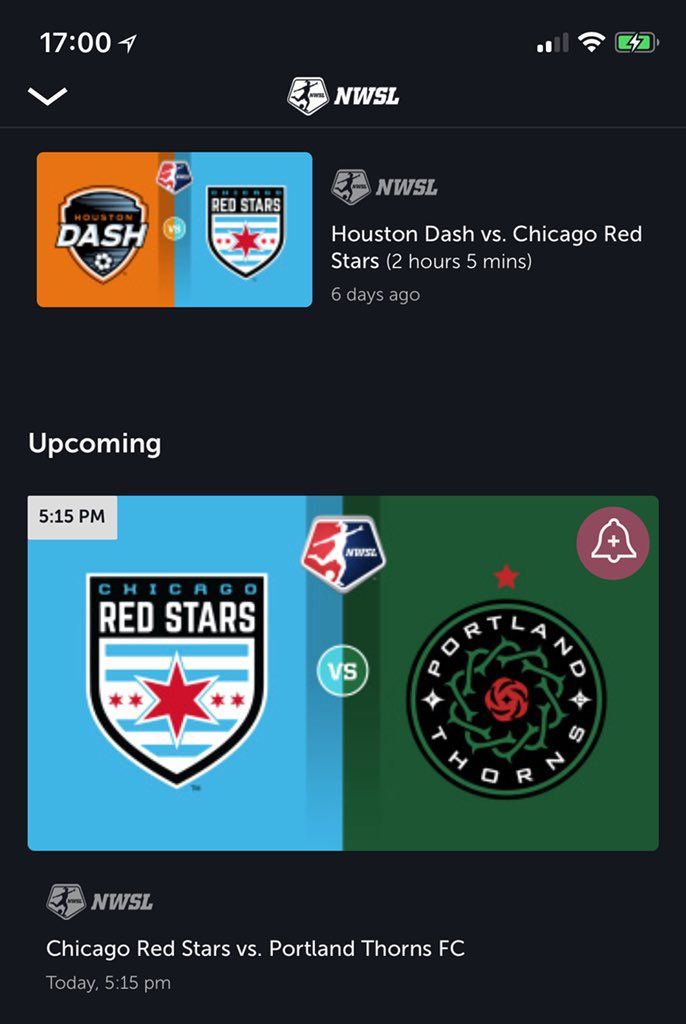 17:00
NWSL
HOUSTON
DASH
VS
CHICAGO
RED STARS
NWSL
Houston Dash vs. Chicago Red
Stars (2 hours 5 mins)
6 days ago
Upcoming
5:15 PM
NWSL
CHICAGO
RED STARS
TM
VS
PORTLAND
THORNS
FC
NWSL
Chicago Red Stars vs. Portland Thorns FC
Today, 5:15 pm